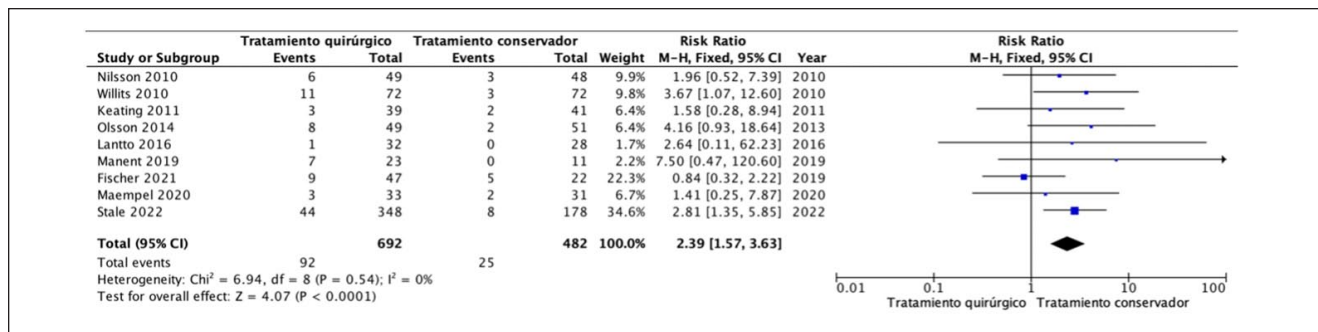 Tratamiento quirúrgico Tratamiento conservador Risk Ratio Risk Ratio
Study or Subgroup Events Total Events Total Weight M-H, Fixed, 95% CI Year M-H, Fixed, 95% CI
Nilsson 2010 6 49 3 48 9.9% 1.96 [0.52, 7.39] 2010
Willits 2010 11 72 3 72 9.8% 3.67 [1.07, 12.60] 2010
Keating 2011 3 39 2 41 6.4% 1.58 [0.28, 8.94] 2011
Olsson 2014 8 49 2 51 6.4% 4.16 [0.93, 18.64] 2013
Lantto 2016 1 32 0 28 1.7% 2.64 [0.11, 62.23] 2016
Manent 2019 7 23 0 11 2.2% 7.50 [0.47, 120.60] 2019
Fischer 2021 9 47 5 22 22.3% 0.84 [0.32, 2.22] 2019
Maempel 2020 3 33 2 31 6.7% 1.41 [0.25, 7.87] 2020
Stale 2022 44 348 8 178 34.6% 2.81 [1.35, 5.85] 2022
Total (95% CI) 692 482 100.0% 2.39 [1.57, 3.63]
Total events 92 25
Heterogeneity: Chi² = 6.94, df = 8 (P = 0.54); I² = 0%
Test for overall effect: Z = 4.07 (P < 0.0001)
0.01 0.1 1 10 100
Tratamiento quirúrgico Tratamiento conservador